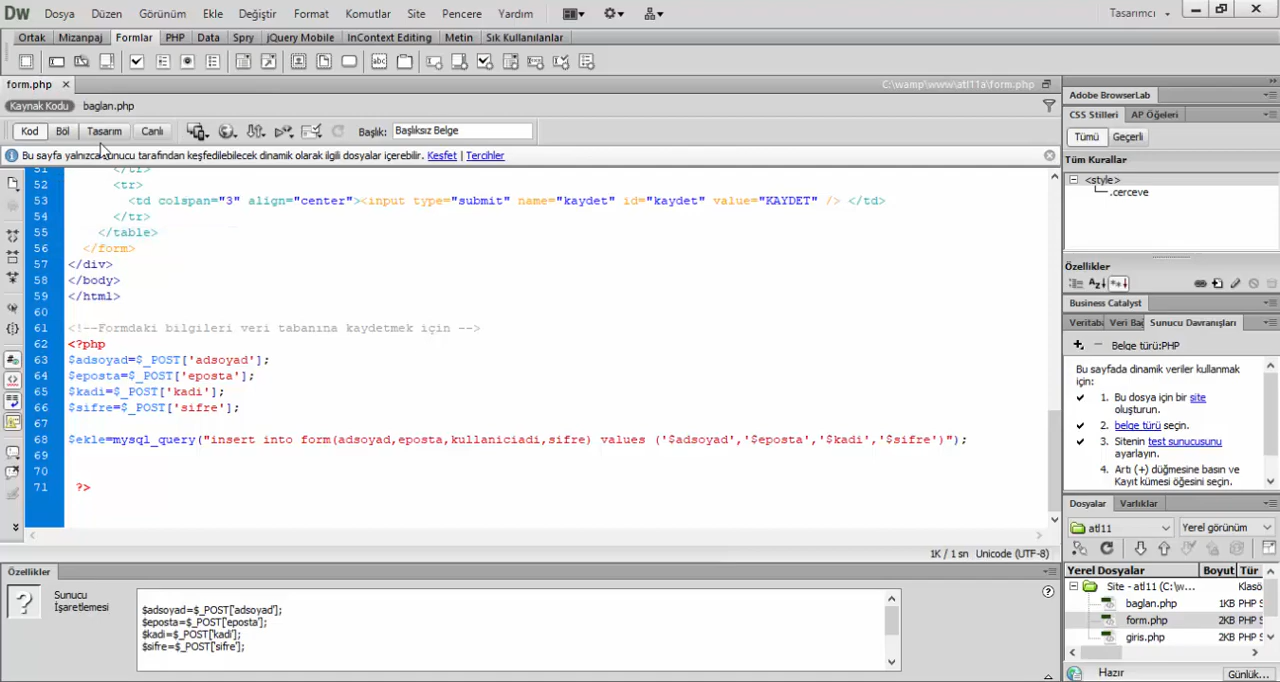 Dw Dosya Düzen Görünüm Ekle Değiştir Format Komutlar Site Pencere Yardım Tasarımcı
Ortak Mizanpaj Formlar PHP Data Spry jQuery Mobile InContext Editing Metin Sık Kullanılanlar
form.php C:\wamp\www\atl11a\form.php
Kaynak Kodu baglan.php
Kod Böl Tasarım Canlı Başlık: Başlıksız Belge
Bu sayfa yalnızca sunucu tarafından keşfedilebilecek dinamik olarak ilgili dosyalar içerebilir. Keşfet | Tercihler
51 </tr>
52 <tr>
53 <td colspan="3" align="center"><input type="submit" name="kaydet" id="kaydet" value="KAYDET" /> </td>
54 </tr>
55 </table>
56 </form>
57 </div>
58 </body>
59 </html>
60
61 <!--Formdaki bilgileri veri tabanına kaydetmek için -->
62 <?php
63 $adsoyad=$_POST['adsoyad'];
64 $eposta=$_POST['eposta'];
65 $kadi=$_POST['kadi'];
66 $sifre=$_POST['sifre'];
67
68 $ekle=mysql_query("insert into form(adsoyad,eposta,kullaniciadi,sifre) values ('$adsoyad','$eposta','$kadi','$sifre')");
69
70
71 ?>
1K / 1 sn Unicode (UTF-8)
Özellikler
Sunucu
İşaretlemesi
$adsoyad=$_POST['adsoyad'];
$eposta=$_POST['eposta'];
$kadi=$_POST['kadi'];
$sifre=$_POST['sifre'];
Adobe BrowserLab
CSS Stilleri AP Öğeleri
Tümü Geçerli
Tüm Kurallar
<style>
.cerceve
Özellikler
Business Catalyst
Veritaba Veri Bağ Sunucu Davranışları
Belge türü:PHP
Bu sayfada dinamik veriler kullanmak
için:
1. Bu dosya için bir site
oluşturun.
2. belge türü seçin.
3. Sitenin test sunucusunu
ayarlayın.
4. Artı (+) düğmesine basın ve
Kayıt kümesi öğesini seçin.
Dosyalar Varlıklar
atl11 Yerel görünüm
Yerel Dosyalar Boyut Tür
Site - atl11 (C:\w... Klasö
baglan.php 1KB PHP S
form.php 2KB PHP S
giris.php 2KB PHP S
Hazır Günlük...